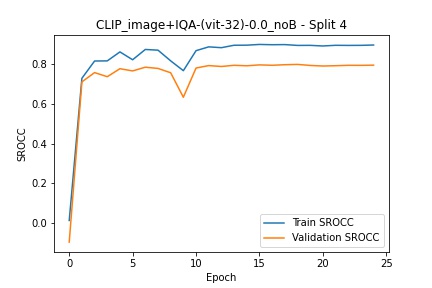 CLIP_image+IQA-(vit-32)-0.0_noB - Split 4
SROCC
0.8
0.6
0.4
0.2
0.0
0 5 10 15 20 25
Epoch
Train SROCC
Validation SROCC